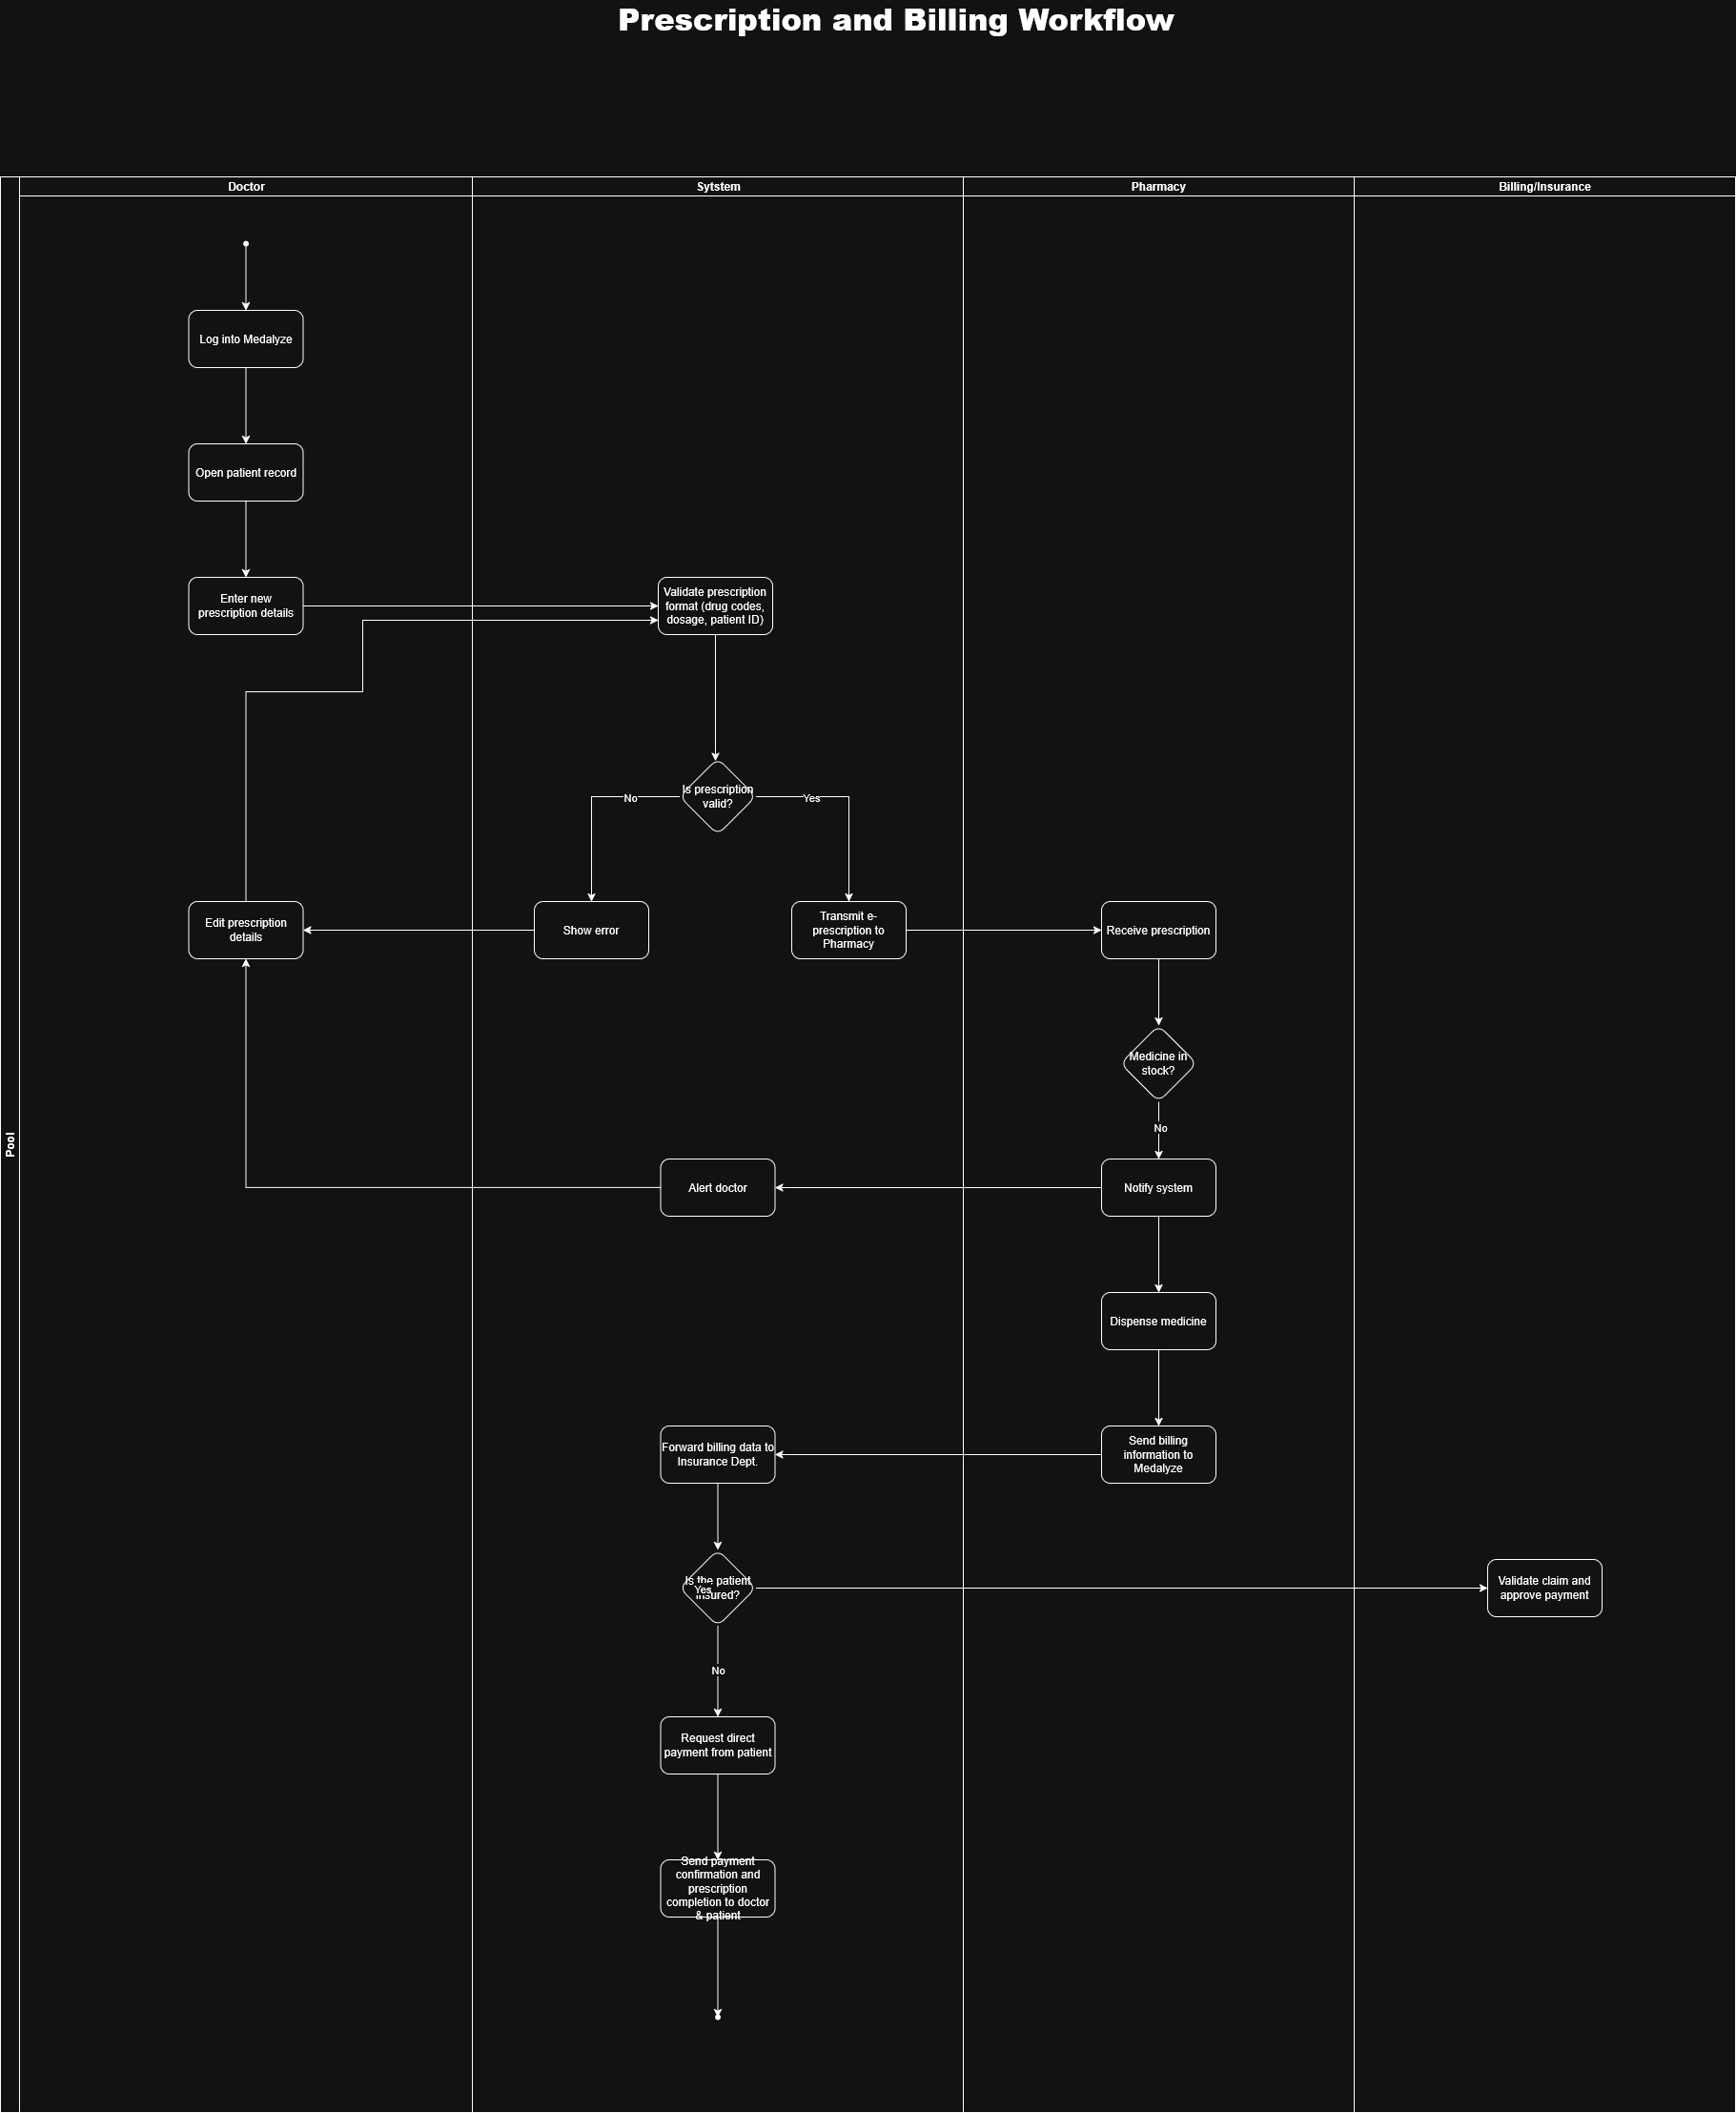 Prescription and Billing Workflow
Pool
Doctor
Sytstem
Pharmacy
Billing/Insurance
Log into Medalyze
Open patient record
Enter new
prescription details
Validate prescription
format (drug codes,
dosage, patient ID)
Is prescription
valid?
No
Yes
Edit prescription
details
Show error
Transmit e-
prescription to
Pharmacy
Receive prescription
Medicine in
stock?
No
Alert doctor
Notify system
Dispense medicine
Forward billing data to
Insurance Dept.
Send billing
information to
Medalyze
Is the patient
insured?
Yes
Validate claim and
approve payment
No
Request direct
payment from patient
Send payment
confirmation and
prescription
completion to doctor
& patient